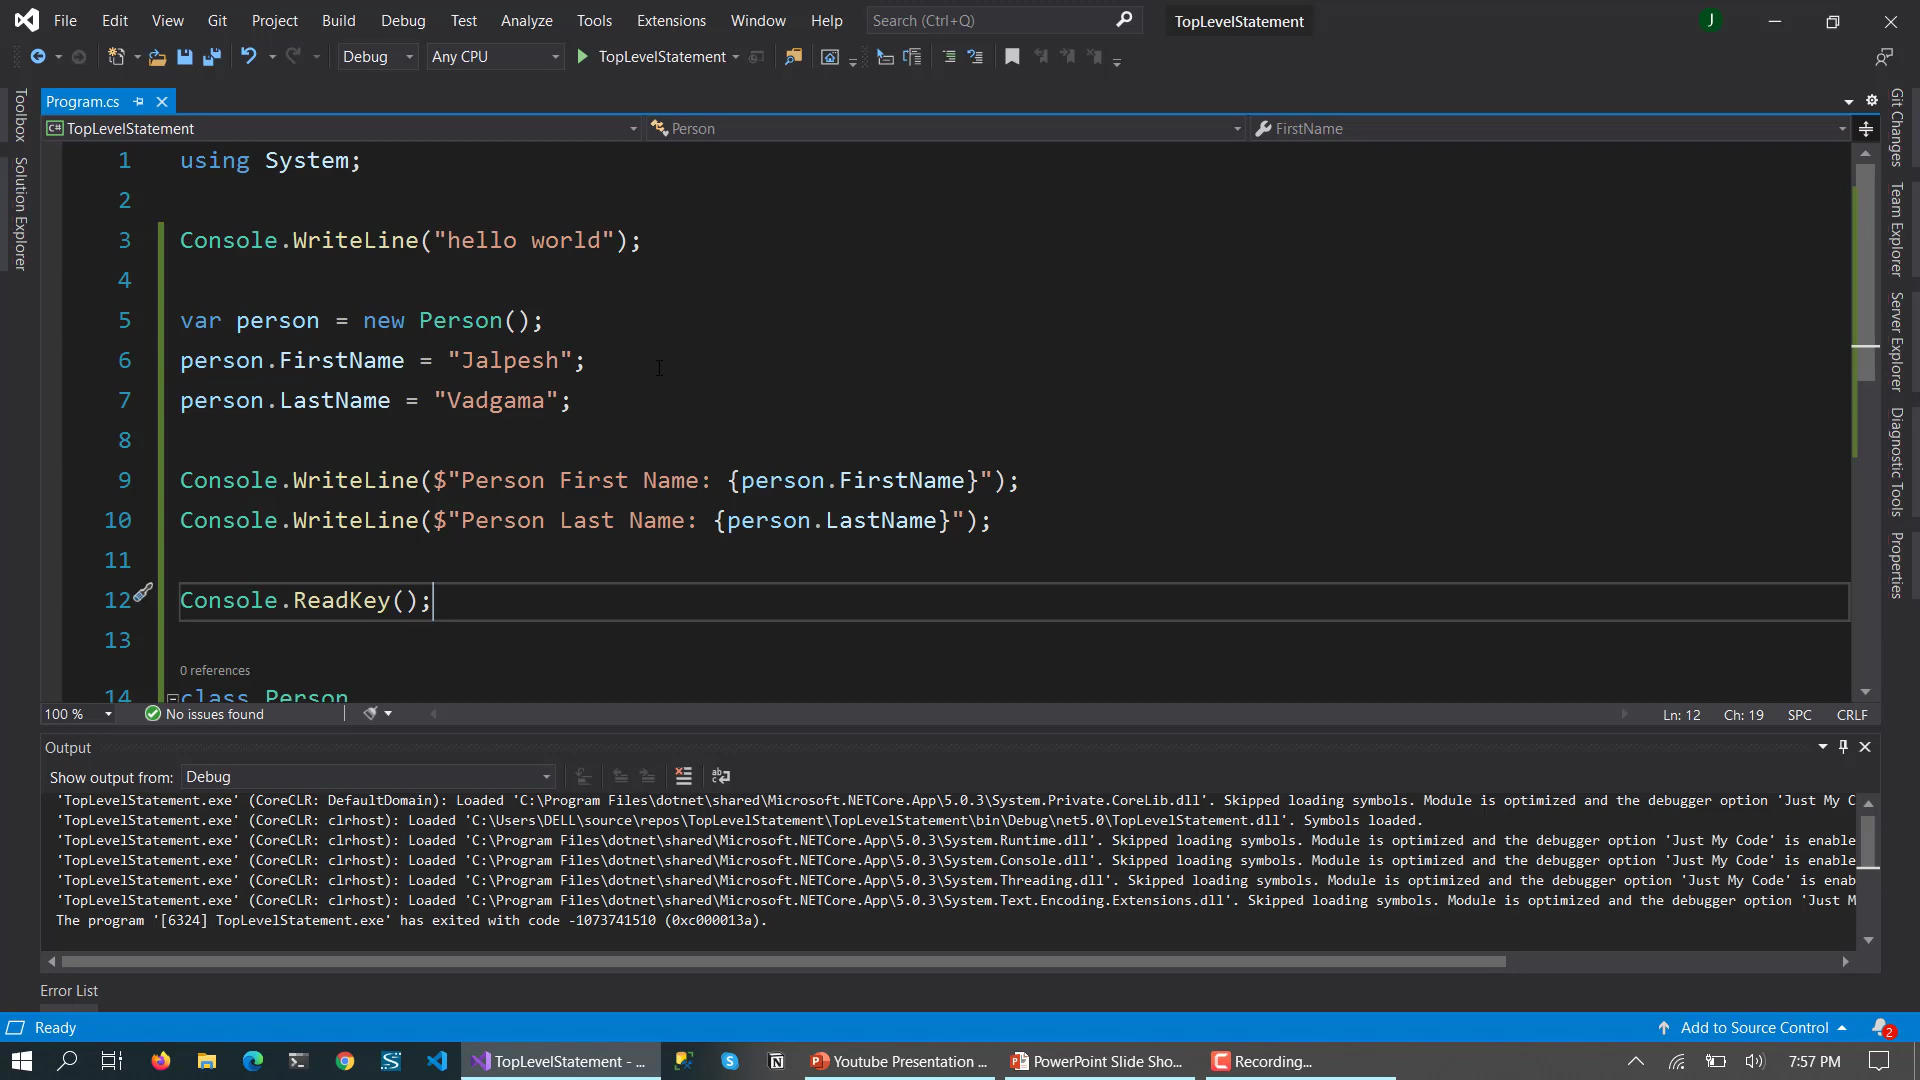 File Edit View Git Project Build Debug Test Analyze Tools Extensions Window Help Search (Ctrl+Q) TopLevelStatement J
Debug Any CPU TopLevelStatement
Program.cs
C# TopLevelStatement Person FirstName
Toolbox
Solution Explorer
Git Changes
Team Explorer
Server Explorer
Diagnostic Tools
Properties
1 using System;
2
3 Console.WriteLine("hello world");
4
5 var person = new Person();
6 person.FirstName = "Jalpesh";
7 person.LastName = "Vadgama";
8
9 Console.WriteLine($"Person First Name: {person.FirstName}");
10 Console.WriteLine($"Person Last Name: {person.LastName}");
11
12 Console.ReadKey();
13
0 references
14 class Person
100 % No issues found Ln: 12 Ch: 19 SPC CRLF
Output
Show output from: Debug
'TopLevelStatement.exe' (CoreCLR: DefaultDomain): Loaded 'C:\Program Files\dotnet\shared\Microsoft.NETCore.App\5.0.3\System.Private.CoreLib.dll'. Skipped loading symbols. Module is optimized and the debugger option 'Just My C
'TopLevelStatement.exe' (CoreCLR: clrhost): Loaded 'C:\Users\DELL\source\repos\TopLevelStatement\TopLevelStatement\bin\Debug\net5.0\TopLevelStatement.dll'. Symbols loaded.
'TopLevelStatement.exe' (CoreCLR: clrhost): Loaded 'C:\Program Files\dotnet\shared\Microsoft.NETCore.App\5.0.3\System.Runtime.dll'. Skipped loading symbols. Module is optimized and the debugger option 'Just My Code' is enable
'TopLevelStatement.exe' (CoreCLR: clrhost): Loaded 'C:\Program Files\dotnet\shared\Microsoft.NETCore.App\5.0.3\System.Console.dll'. Skipped loading symbols. Module is optimized and the debugger option 'Just My Code' is enable
'TopLevelStatement.exe' (CoreCLR: clrhost): Loaded 'C:\Program Files\dotnet\shared\Microsoft.NETCore.App\5.0.3\System.Threading.dll'. Skipped loading symbols. Module is optimized and the debugger option 'Just My Code' is enab
'TopLevelStatement.exe' (CoreCLR: clrhost): Loaded 'C:\Program Files\dotnet\shared\Microsoft.NETCore.App\5.0.3\System.Text.Encoding.Extensions.dll'. Skipped loading symbols. Module is optimized and the debugger option 'Just M
The program '[6324] TopLevelStatement.exe' has exited with code -1073741510 (0xc000013a).
Error List
Ready Add to Source Control 2
TopLevelStatement - ... Youtube Presentation ... PowerPoint Slide Sho... Recording... 7:57 PM